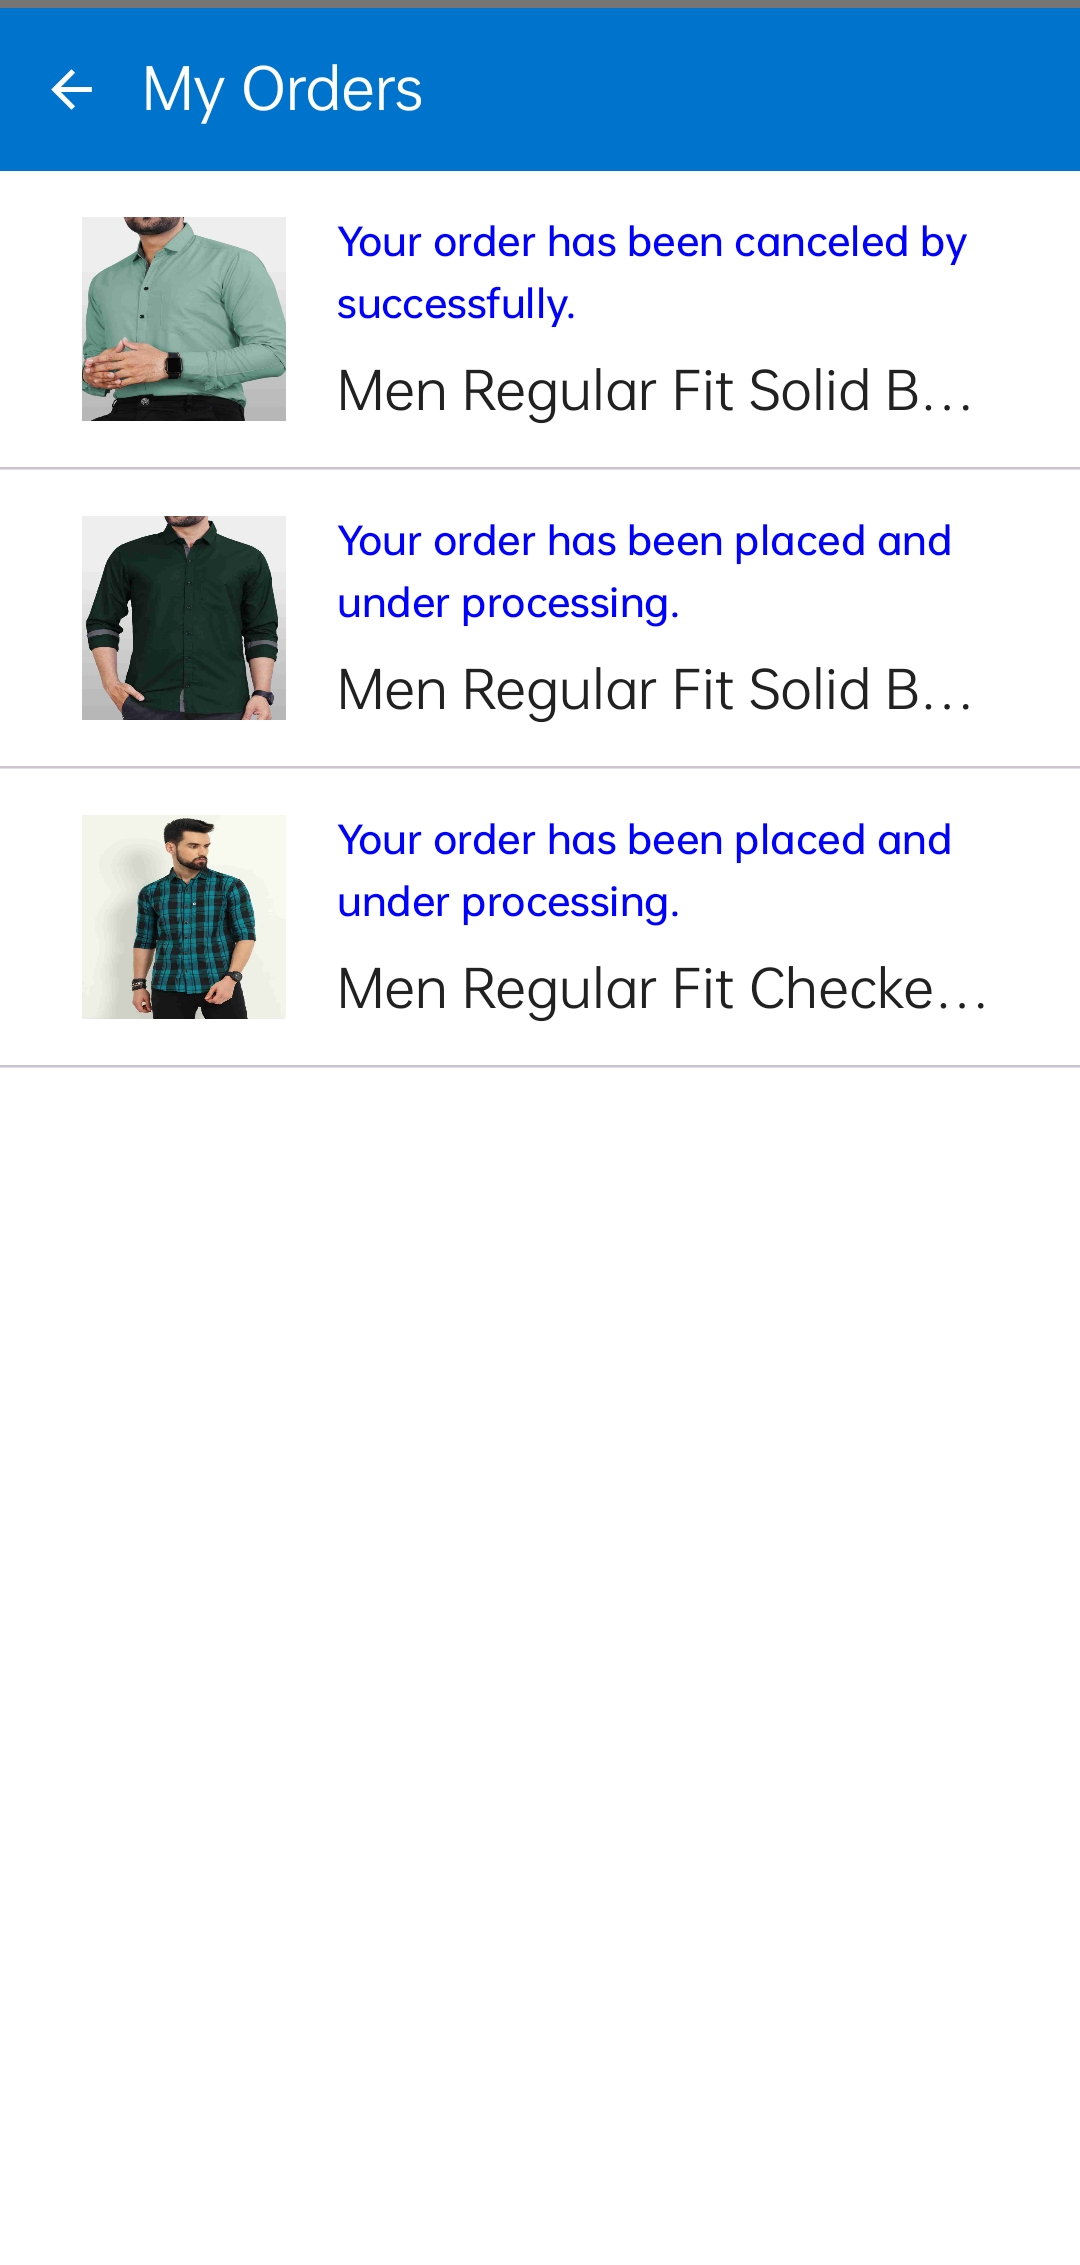 My Orders
Your order has been canceled by
successfully.
Men Regular Fit Solid B...
Your order has been placed and
under processing.
Men Regular Fit Solid B...
Your order has been placed and
under processing.
Men Regular Fit Checke...